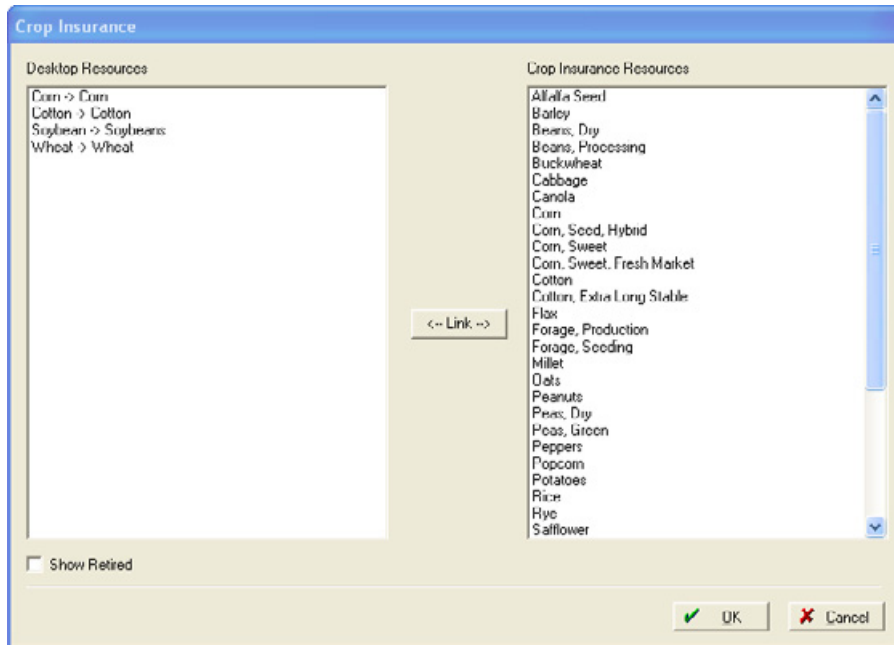 Crop Insurance
Desktop Resources
Corn -> Corn
Cotton -> Cotton
Soybean -> Soybeans
Wheat -> Wheat
<-- Link -->
Crop Insurance Resources
Alfalfa Seed
Barley
Beans, Dry
Beans, Processing
Buckwheat
Cabbage
Canola
Corn
Corn, Seed, Hybrid
Corn, Sweet
Corn, Sweet, Fresh Market
Cotton
Cotton, Extra Long Stable
Flax
Forage, Production
Forage, Seeding
Millet
Oats
Peanuts
Peas, Dry
Peas, Green
Peppers
Popcorn
Potatoes
Rice
Rye
Safflower
Show Retired
OK
Cancel